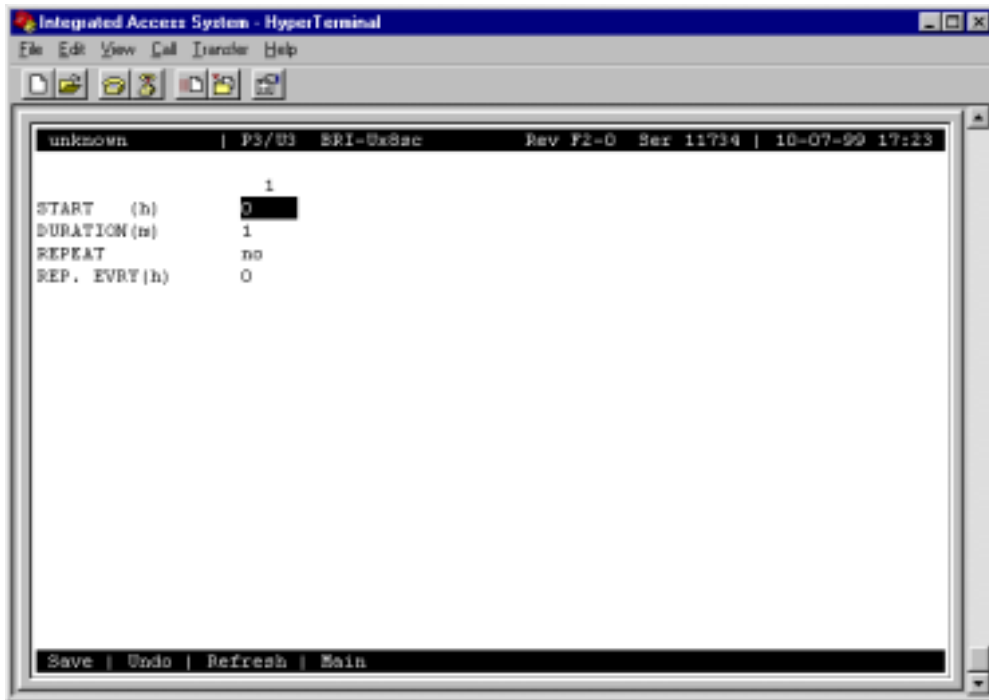 Integrated Access System - HyperTerminal
File Edit View Call Transfer Help
unknown | P3/U3 BRI-Ux8sc Rev F2-0 Ser 11734 | 10-07-99 17:23
1
START (h) 0
DURATION(m) 1
REPEAT no
REP. EVRY(h) 0
Save | Undo | Refresh | Main